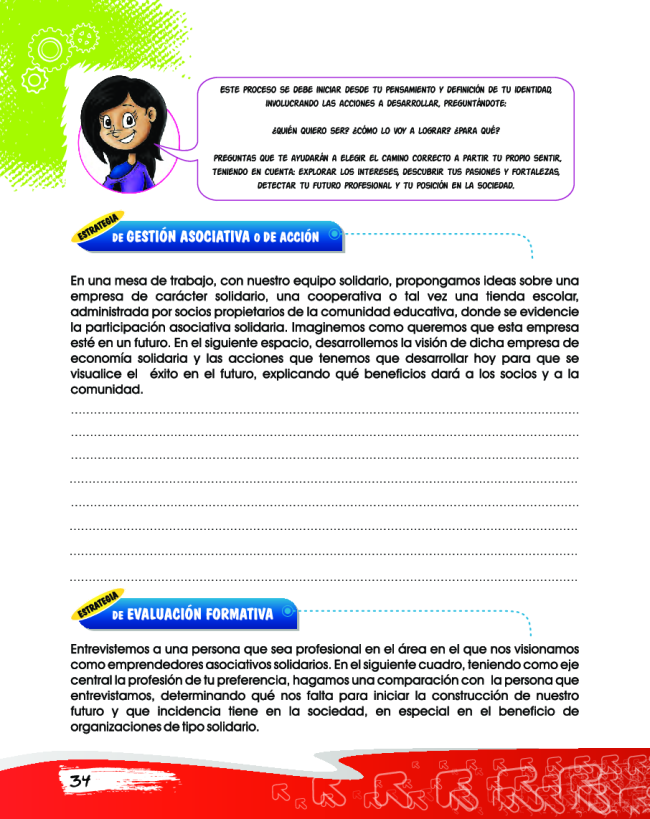 ESTE PROCESO SE DEBE INICIAR DESDE TU PENSAMIENTO Y DEFINICIÓN DE TU IDENTIDAD,
INVOLUCRANDO LAS ACCIONES A DESARROLLAR, PREGUNTÁNDOTE:
¿QUIÉN QUIERO SER? ¿CÓMO LO VOY A LOGRAR? ¿PARA QUÉ?
PREGUNTAS QUE TE AYUDARÁN A ELEGIR EL CAMINO CORRECTO A PARTIR TU PROPIO SENTIR,
TENIENDO EN CUENTA: EXPLORAR LOS INTERESES, DESCUBRIR TUS PASIONES Y FORTALEZAS,
DETECTAR TU FUTURO PROFESIONAL Y TU POSICIÓN EN LA SOCIEDAD.
ESTRATEGIA
DE GESTIÓN ASOCIATIVA O DE ACCIÓN
En una mesa de trabajo, con nuestro equipo solidario, propongamos ideas sobre una
empresa de carácter solidario, una cooperativa o tal vez una tienda escolar,
administrada por socios propietarios de la comunidad educativa, donde se evidencie
la participación asociativa solidaria. Imaginemos como queremos que esta empresa
esté en un futuro. En el siguiente espacio, desarrollemos la visión de dicha empresa de
economía solidaria y las acciones que tenemos que desarrollar hoy para que se
visualice el éxito en el futuro, explicando qué beneficios dará a los socios y a la
comunidad.
ESTRATEGIA
DE EVALUACIÓN FORMATIVA
Entrevistemos a una persona que sea profesional en el área en el que nos visionamos
como emprendedores asociativos solidarios. En el siguiente cuadro, teniendo como eje
central la profesión de tu preferencia, hagamos una comparación con la persona que
entrevistamos, determinando qué nos falta para iniciar la construcción de nuestro
futuro y que incidencia tiene en la sociedad, en especial en el beneficio de
organizaciones de tipo solidario.
34